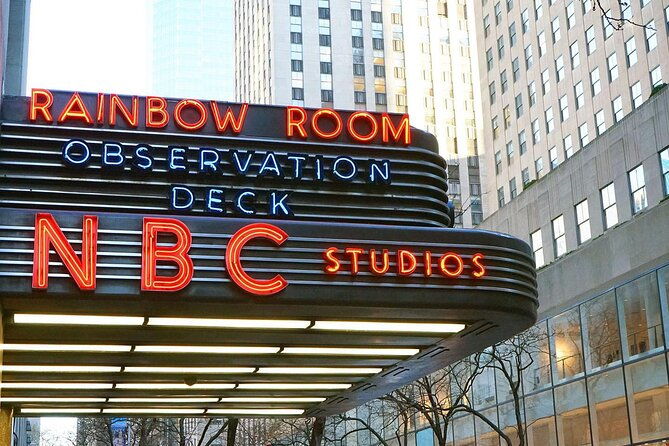 RAINBOW ROOM
OBSERVATION
DECK
NBC STUDIOS